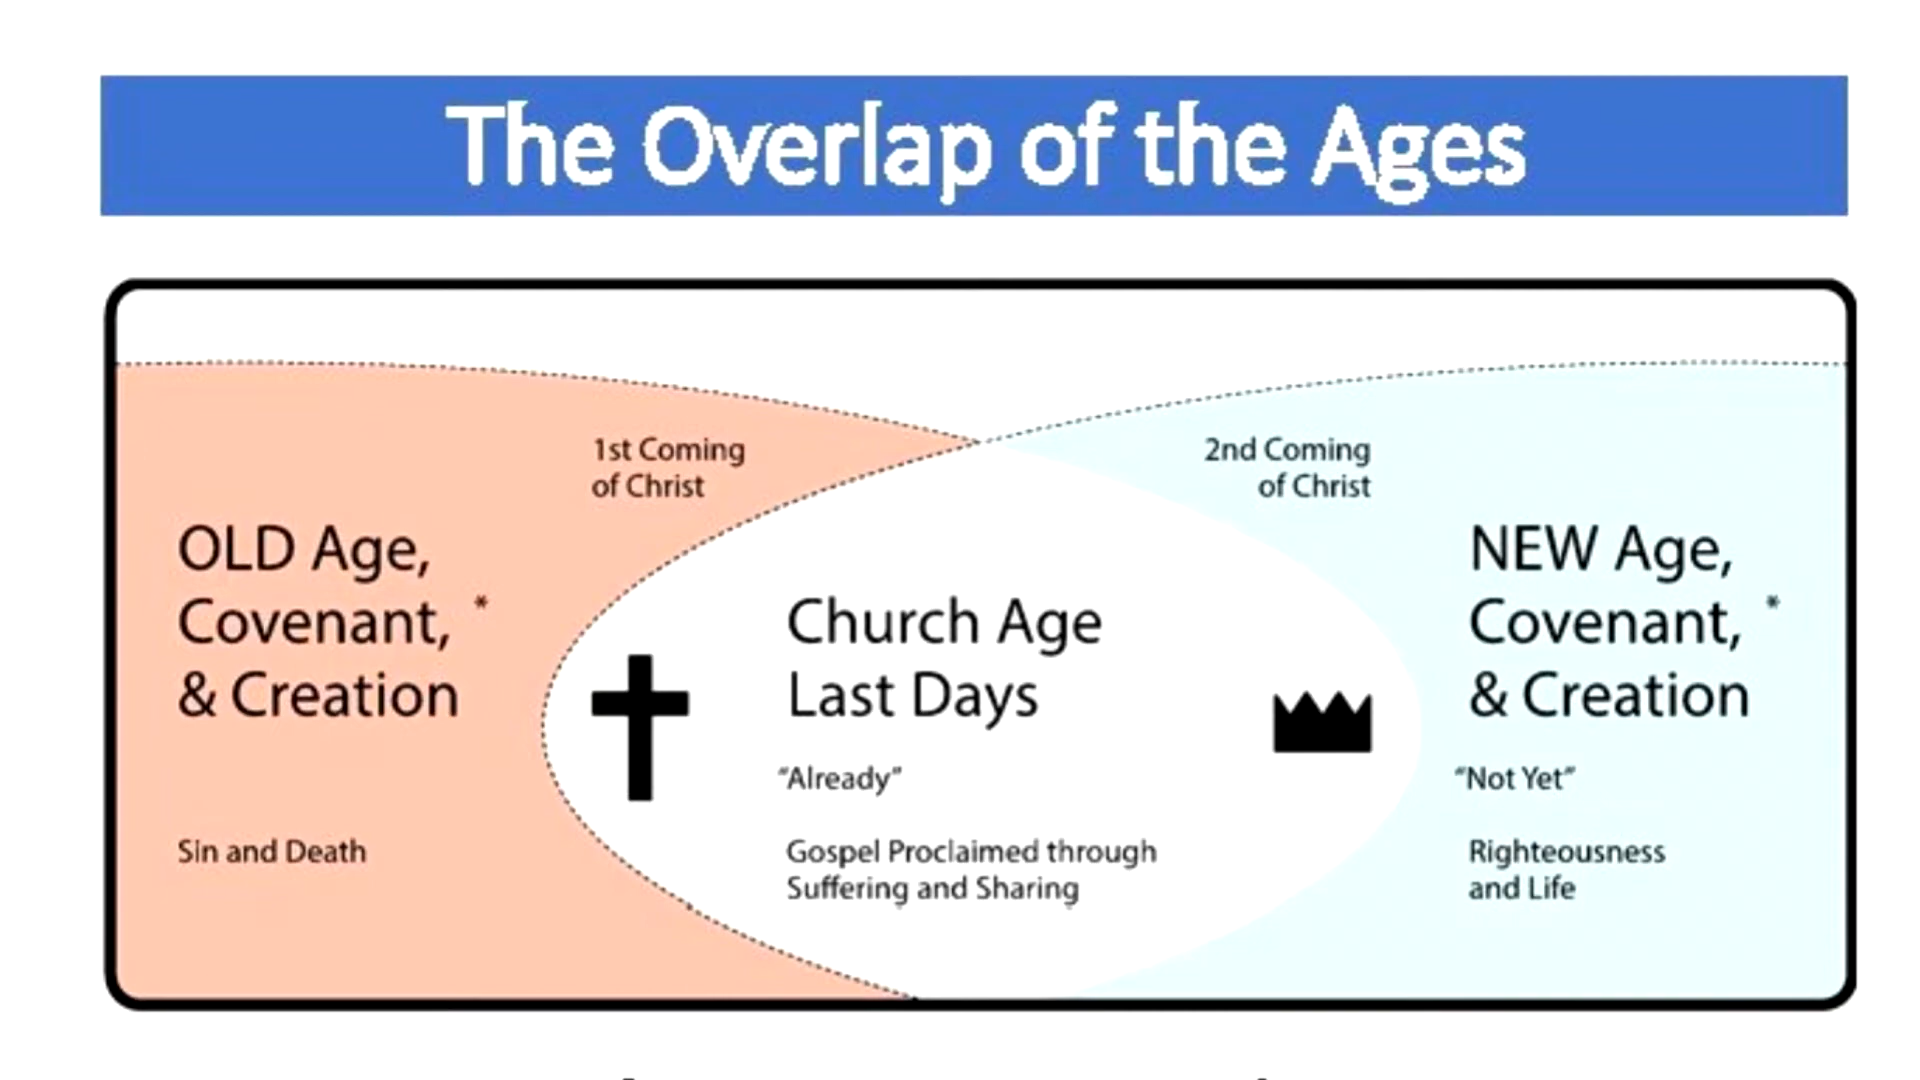 The Overlap of the Ages
1st Coming
of Christ
2nd Coming
of Christ
OLD Age,
Covenant, *
& Creation
Sin and Death
Church Age
Last Days
“Already”
Gospel Proclaimed through
Suffering and Sharing
NEW Age,
Covenant, *
& Creation
“Not Yet”
Righteousness
and Life